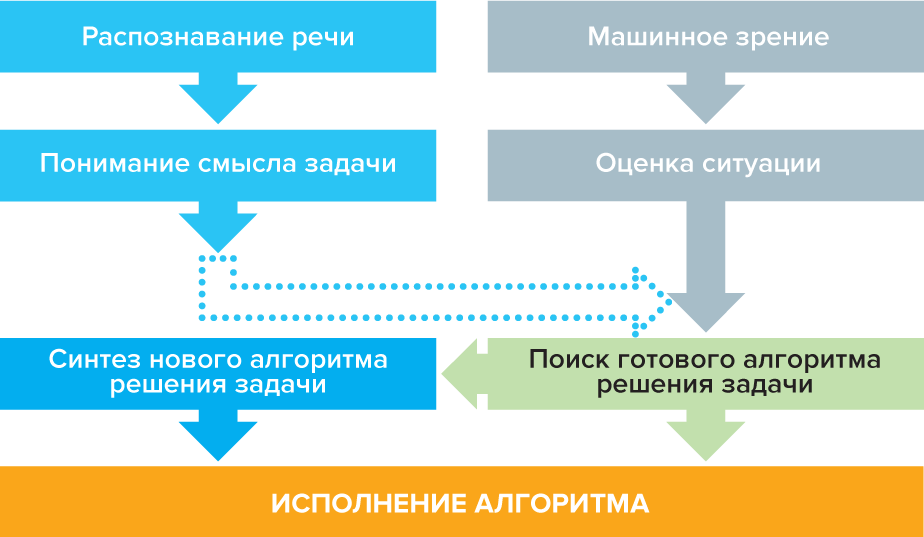 Распознавание речи
Машинное зрение
Понимание смысла задачи
Оценка ситуации
Синтез нового алгоритма
решения задачи
Поиск готового алгоритма
решения задачи
ИСПОЛНЕНИЕ АЛГОРИТМА